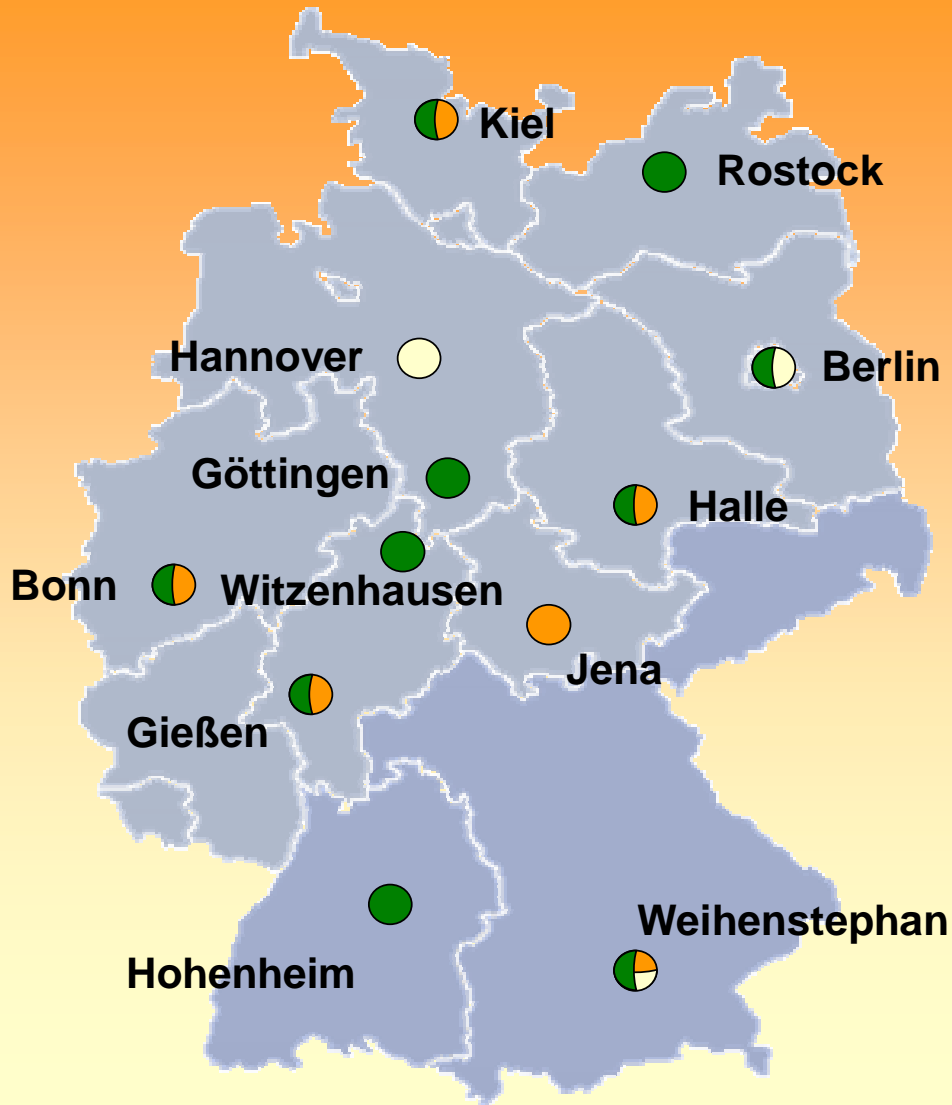 Kiel
Rostock
Hannover
Berlin
Göttingen
Halle
Bonn
Witzenhausen
Jena
Gießen
Weihenstephan
Hohenheim